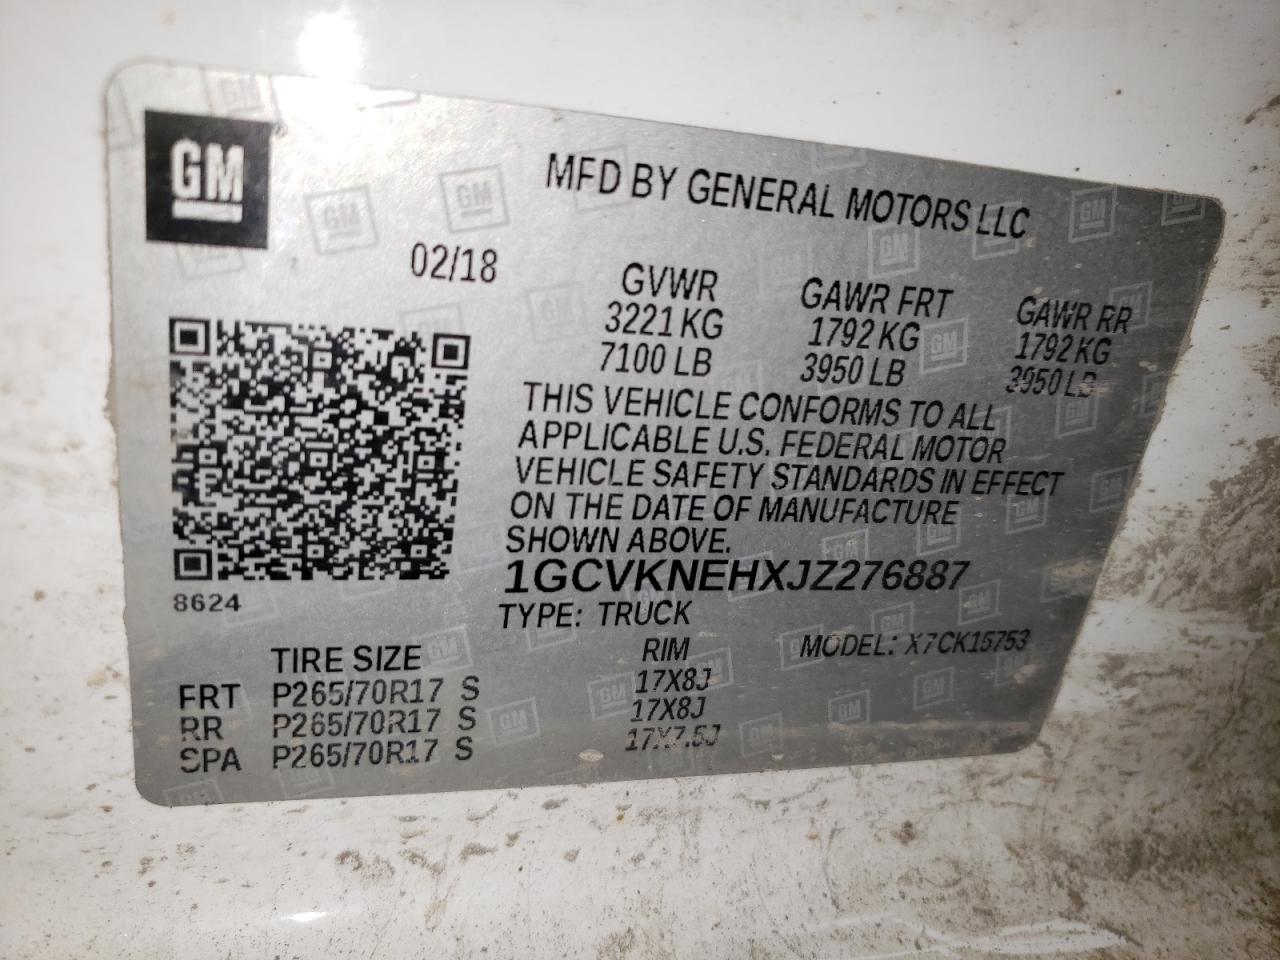 GM
MFD BY GENERAL MOTORS LLC
02/18
GVWR GAWR FRT GAWR RR
3221 KG 1792 KG 1792 KG
7100 LB 3950 LB 3950 LB
THIS VEHICLE CONFORMS TO ALL
APPLICABLE U.S. FEDERAL MOTOR
VEHICLE SAFETY STANDARDS IN EFFECT
ON THE DATE OF MANUFACTURE
SHOWN ABOVE.
1GCVKNEHXJZ276887
8624
TYPE: TRUCK
MODEL: X7CK15753
TIRE SIZE RIM
FRT P265/70R17 S 17X8J
RR P265/70R17 S 17X8J
SPA P265/70R17 S 17X7.5J